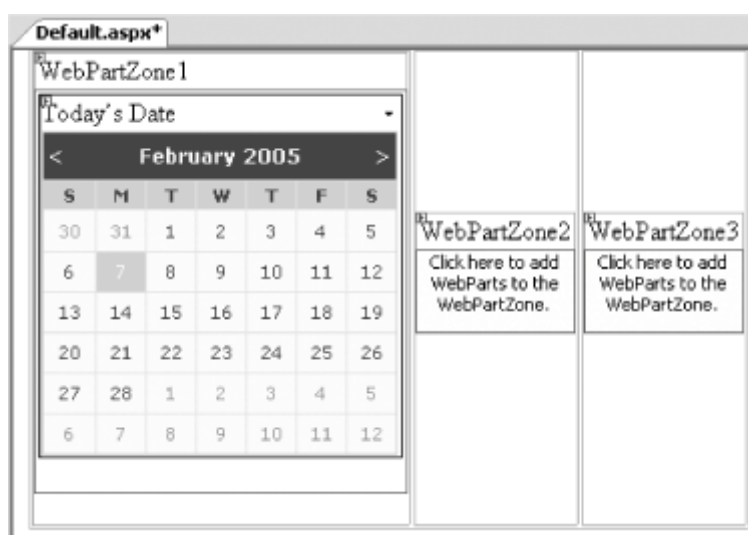 Default.aspx*
WebPartZone1
Today's Date
< February 2005 >
S M T W T F S
30 31 1 2 3 4 5
6 7 8 9 10 11 12
13 14 15 16 17 18 19
20 21 22 23 24 25 26
27 28 1 2 3 4 5
6 7 8 9 10 11 12
WebPartZone2
Click here to add
WebParts to the
WebPartZone.
WebPartZone3
Click here to add
WebParts to the
WebPartZone.